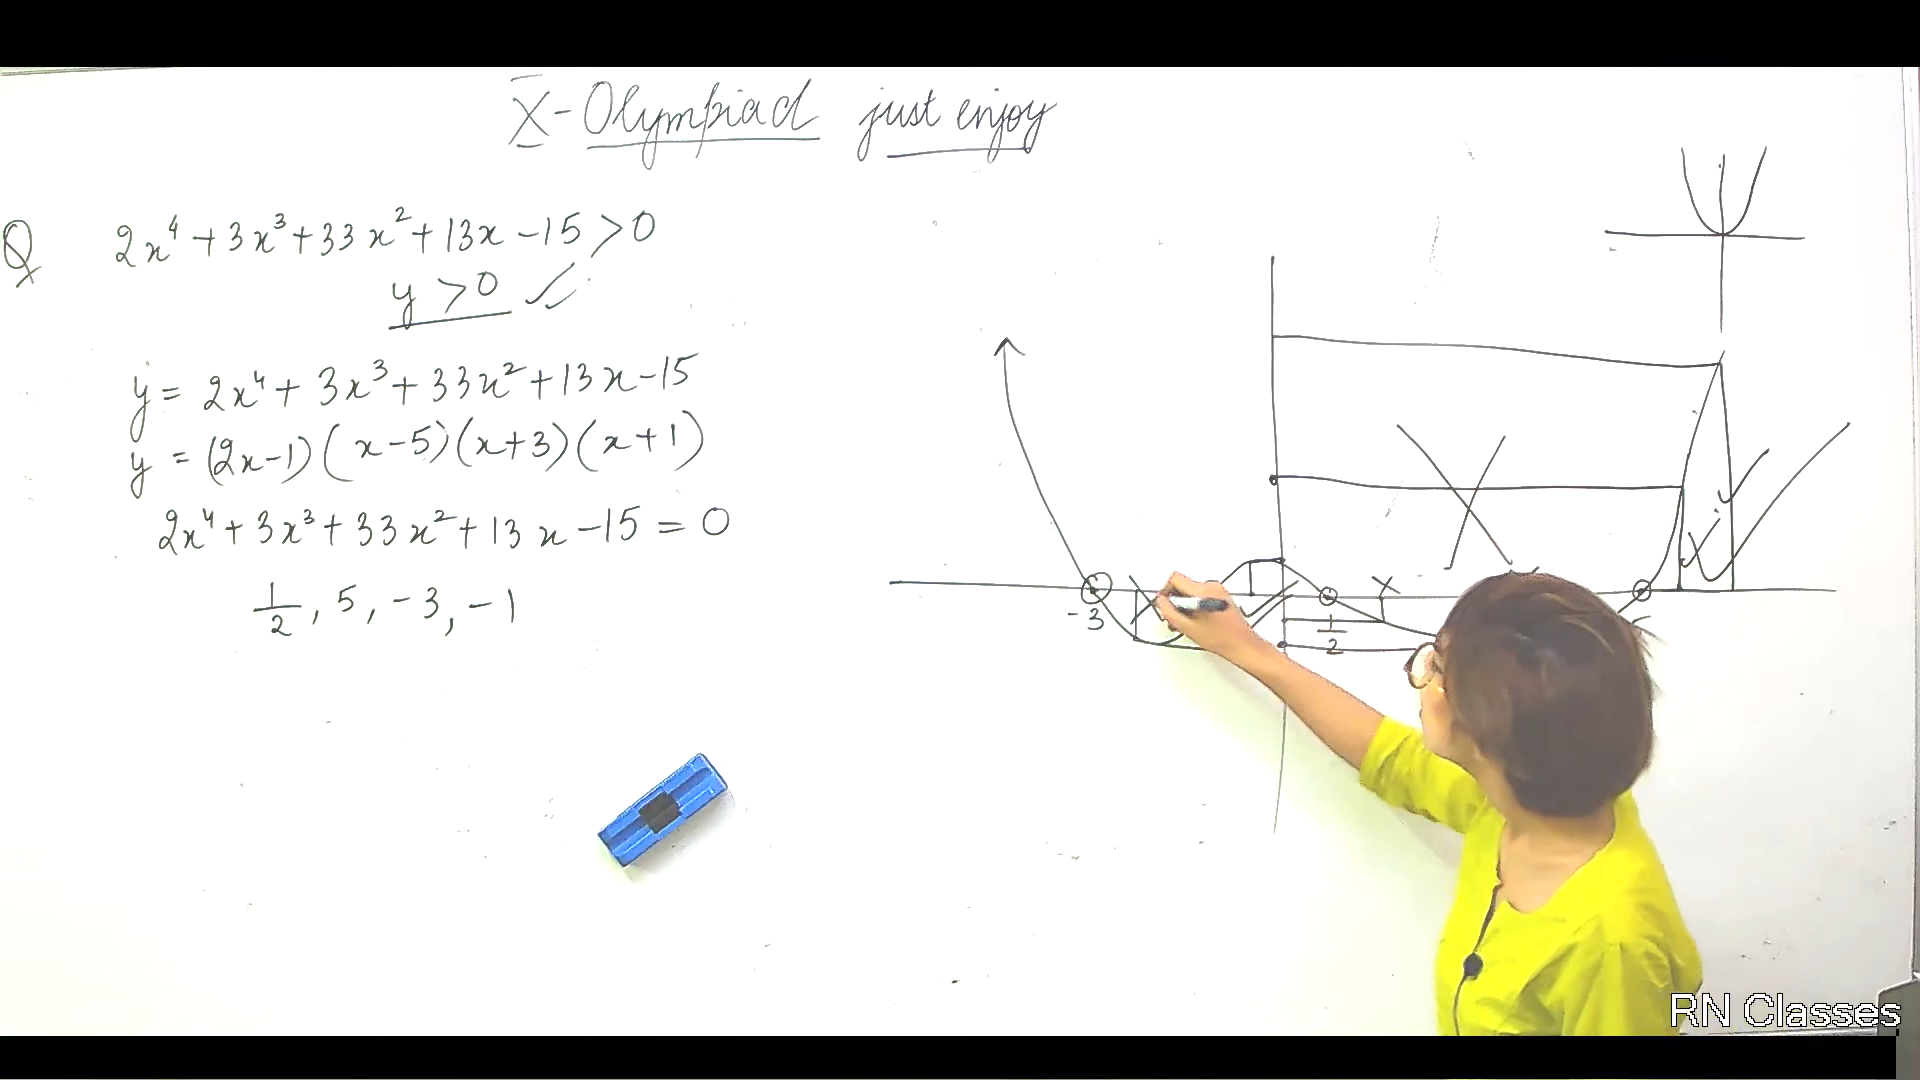 X - Olympiad just enjoy
Q 2x⁴ + 3x³ + 33x² + 13x - 15 > 0
y > 0 ✓
y = 2x⁴ + 3x³ + 33x² + 13x - 15
y = (2x-1)(x-5)(x+3)(x+1)
2x⁴ + 3x³ + 33x² + 13x - 15 = 0
1/2, 5, -3, -1
-3
1/2
RN Classes